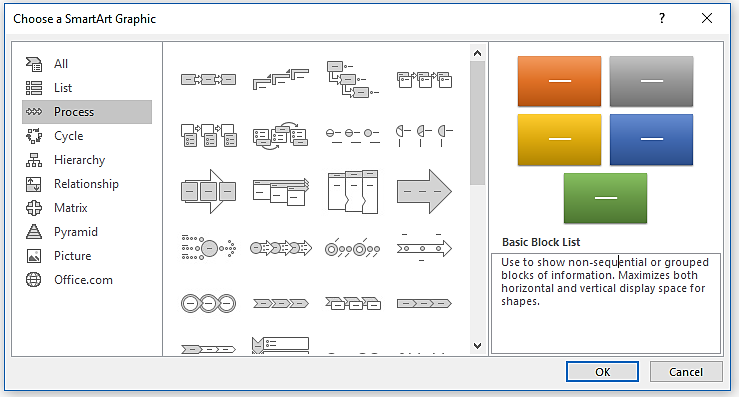 Choose a SmartArt Graphic
?
All
List
Process
Cycle
Hierarchy
Relationship
Matrix
Pyramid
Picture
Office.com
Basic Block List
Use to show non-sequential or grouped
blocks of information. Maximizes both
horizontal and vertical display space for
shapes.
OK
Cancel